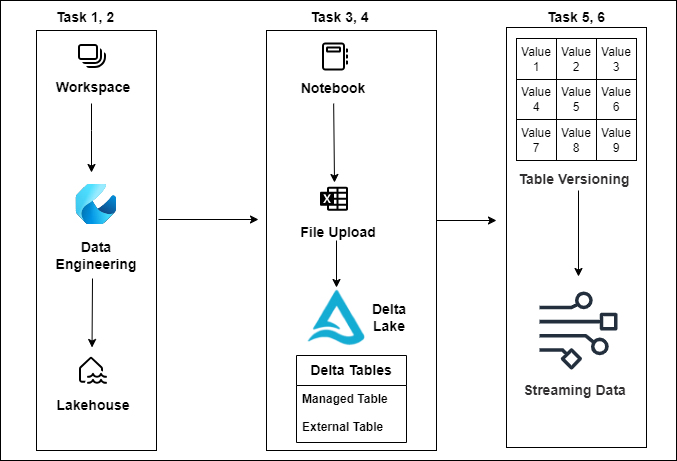 Task 1, 2
Workspace
Data
Engineering
Lakehouse
Task 3, 4
Notebook
X
File Upload
Delta
Lake
Delta Tables
Managed Table
External Table
Task 5, 6
Value Value Value
1 2 3
Value Value Value
4 5 6
Value Value Value
7 8 9
Table Versioning
Streaming Data